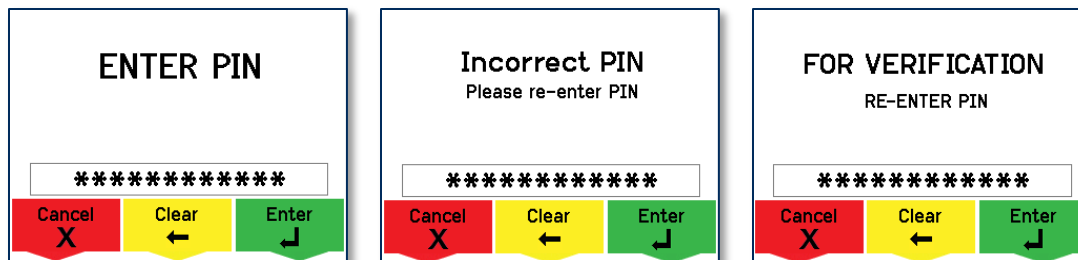 ENTER PIN
************
Cancel Clear Enter
X ← ↵
Incorrect PIN
Please re-enter PIN
************
Cancel Clear Enter
X ← ↵
FOR VERIFICATION
RE-ENTER PIN
************
Cancel Clear Enter
X ← ↵